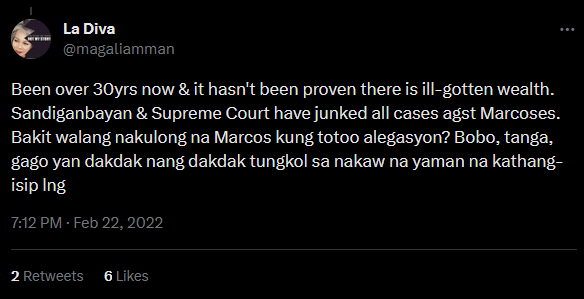 La Diva
@magaliamman
Been over 30yrs now & it hasn't been proven there is ill-gotten wealth.
Sandiganbayan & Supreme Court have junked all cases agst Marcoses.
Bakit walang nakulong na Marcos kung totoo alegasyon? Bobo, tanga,
gago yan dakdak nang dakdak tungkol sa nakaw na yaman na kathang-
isip lng
7:12 PM · Feb 22, 2022
2 Retweets 6 Likes